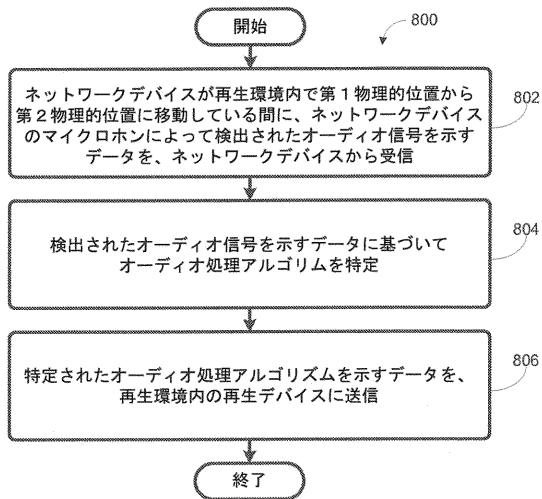 開始
800
ネットワークデバイスが再生環境内で第１物理的位置から
第２物理的位置に移動している間に、ネットワークデバイス
のマイクロホンによって検出されたオーディオ信号を示す
データを、ネットワークデバイスから受信
802
検出されたオーディオ信号を示すデータに基づいて
オーディオ処理アルゴリムを特定
804
特定されたオーディオ処理アルゴリズムを示すデータを、
再生環境内の再生デバイスに送信
806
終了